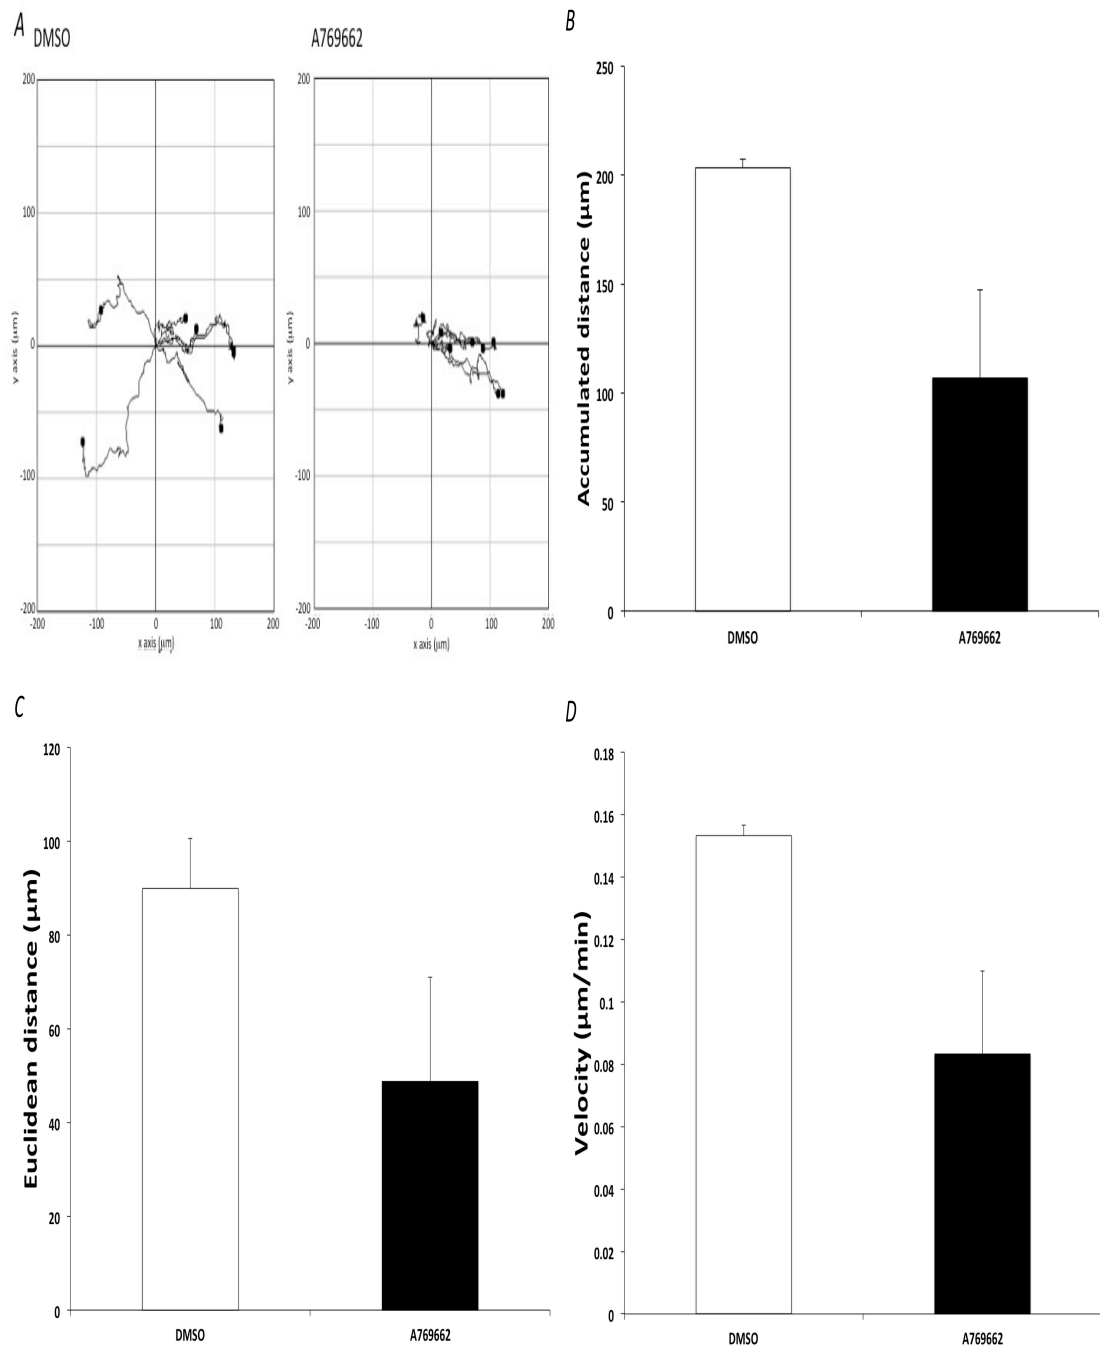 A
DMSO
A769662
200
100
0
-100
-200
y axis (µm)
-200 -100 0 100 200
x axis (µm)
200
100
0
-100
-200
y axis (µm)
-200 -100 0 100 200
x axis (µm)
B
250
200
150
100
50
0
Accumulated distance (µm)
DMSO A769662
C
120
100
80
60
40
20
0
Euclidean distance (µm)
DMSO A769662
D
0.18
0.16
0.14
0.12
0.1
0.08
0.06
0.04
0.02
0
Velocity (µm/min)
DMSO A769662